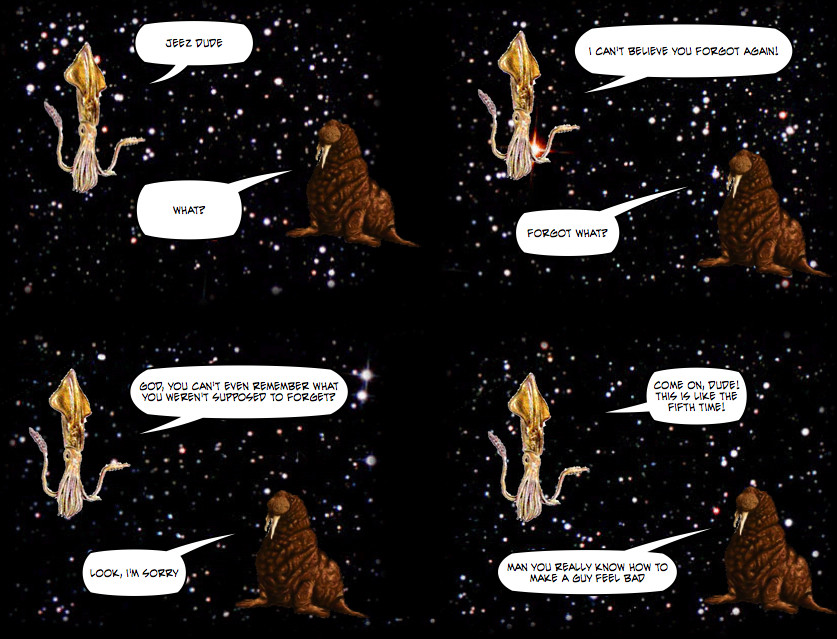 JEEZ DUDE
WHAT?
I CAN'T BELIEVE YOU FORGOT AGAIN!
FORGOT WHAT?
GOD, YOU CAN'T EVEN REMEMBER WHAT
YOU WEREN'T SUPPOSED TO FORGET?
LOOK, I'M SORRY
COME ON, DUDE!
THIS IS LIKE THE
FIFTH TIME!
MAN YOU REALLY KNOW HOW TO
MAKE A GUY FEEL BAD